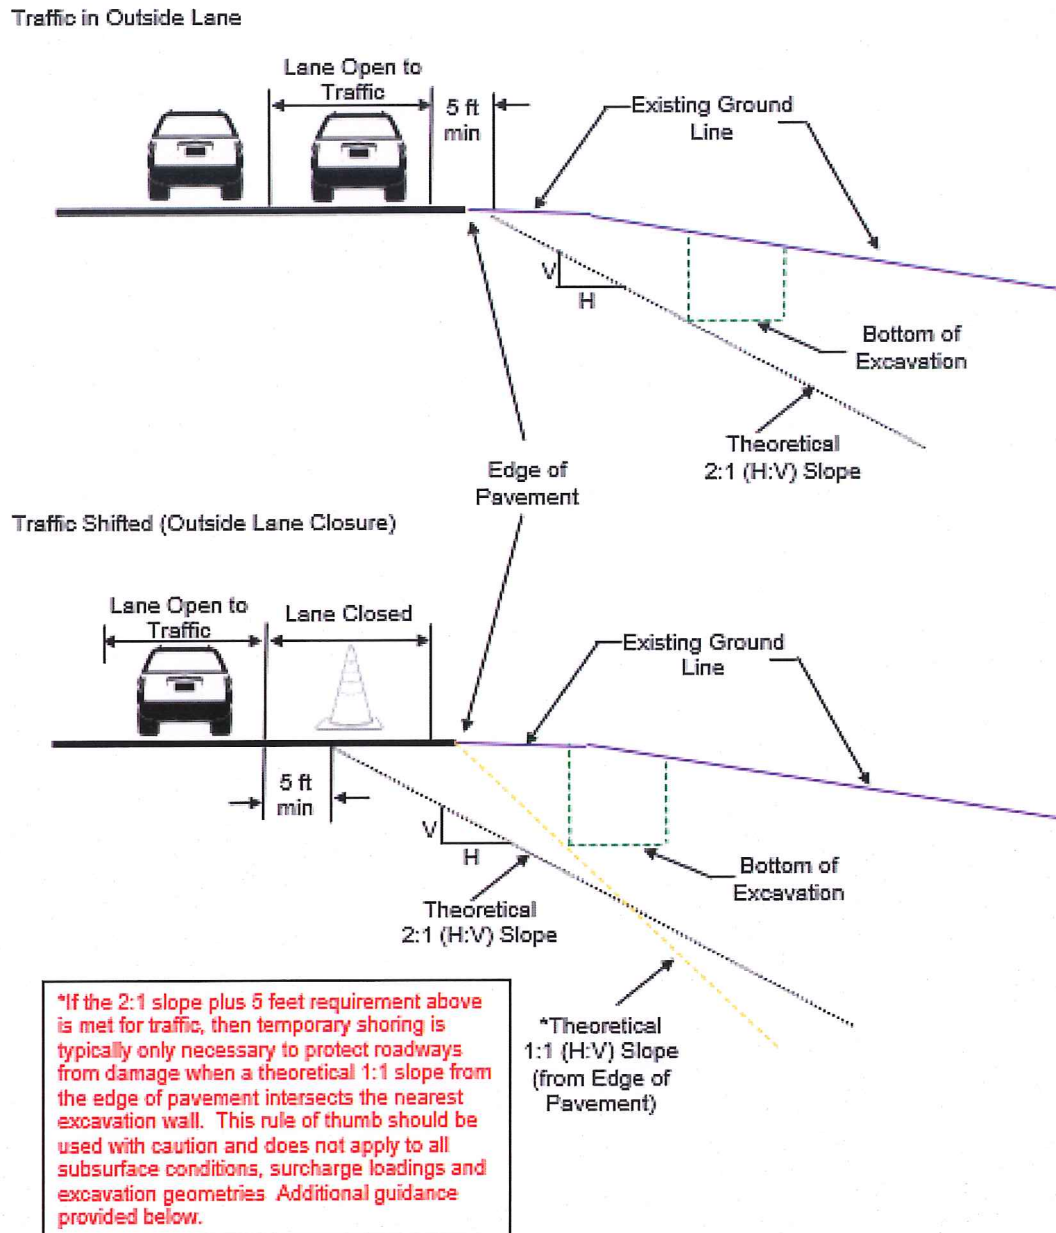 Traffic in Outside Lane
Lane Open to
Traffic
5 ft
min
Existing Ground
Line
V
H
Bottom of
Excavation
Theoretical
2:1 (H:V) Slope
Edge of
Pavement
Traffic Shifted (Outside Lane Closure)
Lane Open to
Traffic
Lane Closed
Existing Ground
Line
5 ft
min
V
H
Bottom of
Excavation
Theoretical
2:1 (H:V) Slope
*Theoretical
1:1 (H:V) Slope
(from Edge of
Pavement)
*If the 2:1 slope plus 5 feet requirement above
is met for traffic, then temporary shoring is
typically only necessary to protect roadways
from damage when a theoretical 1:1 slope from
the edge of pavement intersects the nearest
excavation wall. This rule of thumb should be
used with caution and does not apply to all
subsurface conditions, surcharge loadings and
excavation geometries Additional guidance
provided below.